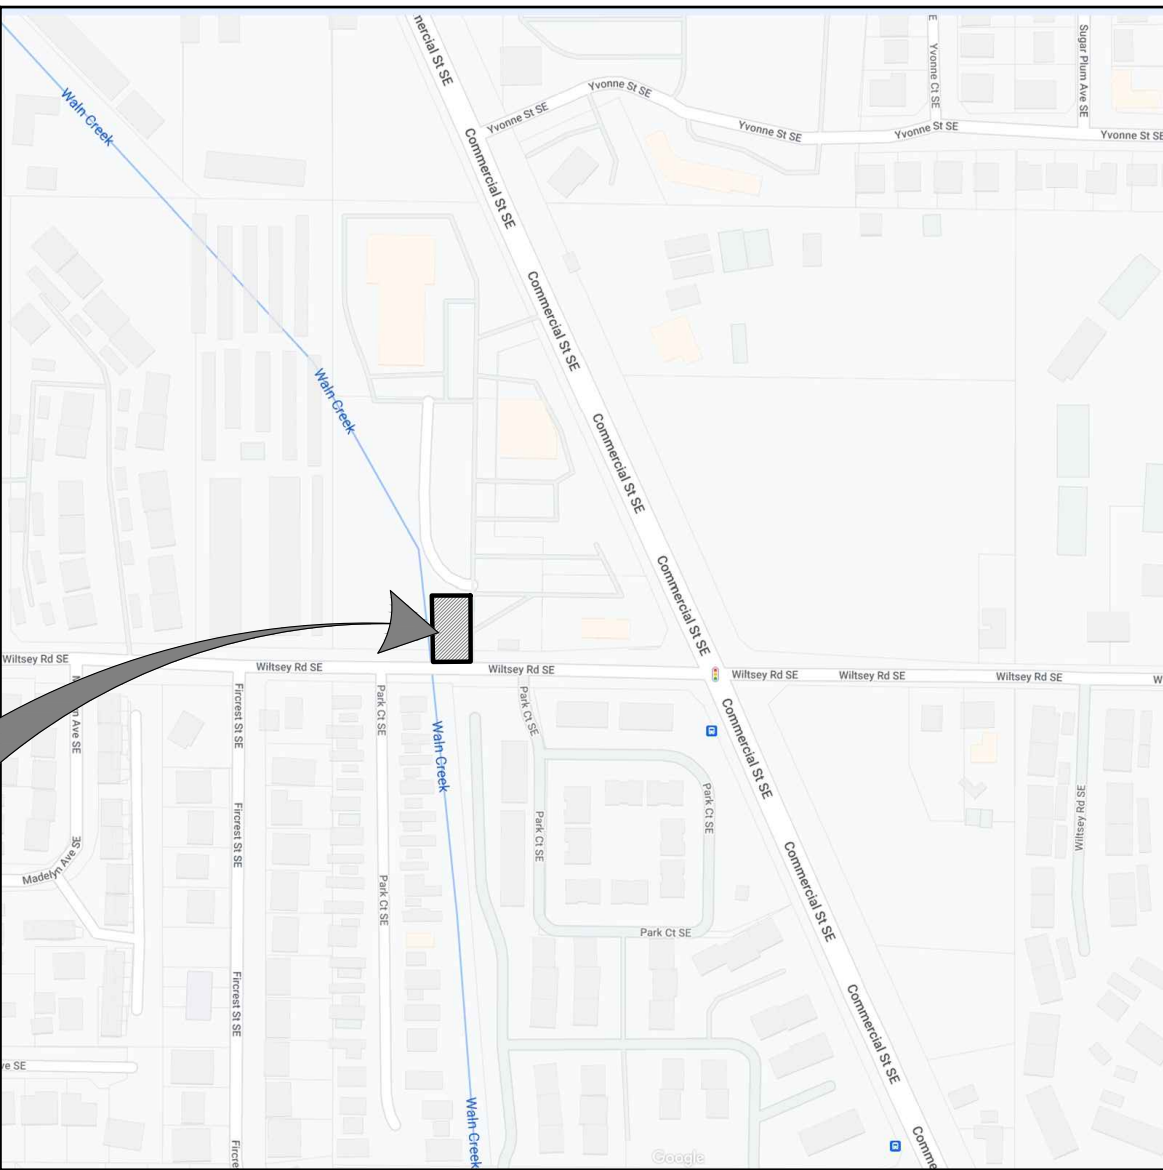 nercial St SE
E
Yvonne Ct SE
Sugar Plum Ave SE
Yvonne St SE
Yvonne St SE
Yvonne St SE
Yvonne St SE
Yvonne St SE
Waln Creek
Commercial St SE
Commercial St SE
Waln Creek
Commercial St SE
Commercial St SE
Wiltsey Rd SE
Wiltsey Rd SE
Wiltsey Rd SE
Wiltsey Rd SE
Wiltsey Rd SE
Wiltsey Rd SE
W
n Ave SE
Fircrest St SE
Park Ct SE
Waln Creek
Park Ct SE
Commercial St SE
Park Ct SE
Wiltsey Rd SE
Madelyn Ave SE
Fircrest St SE
Park Ct SE
Park Ct SE
Commercial St SE
Park Ct SE
Fircrest St SE
Commercial St SE
ve SE
Waln Creek
Fircre
Comme
Google